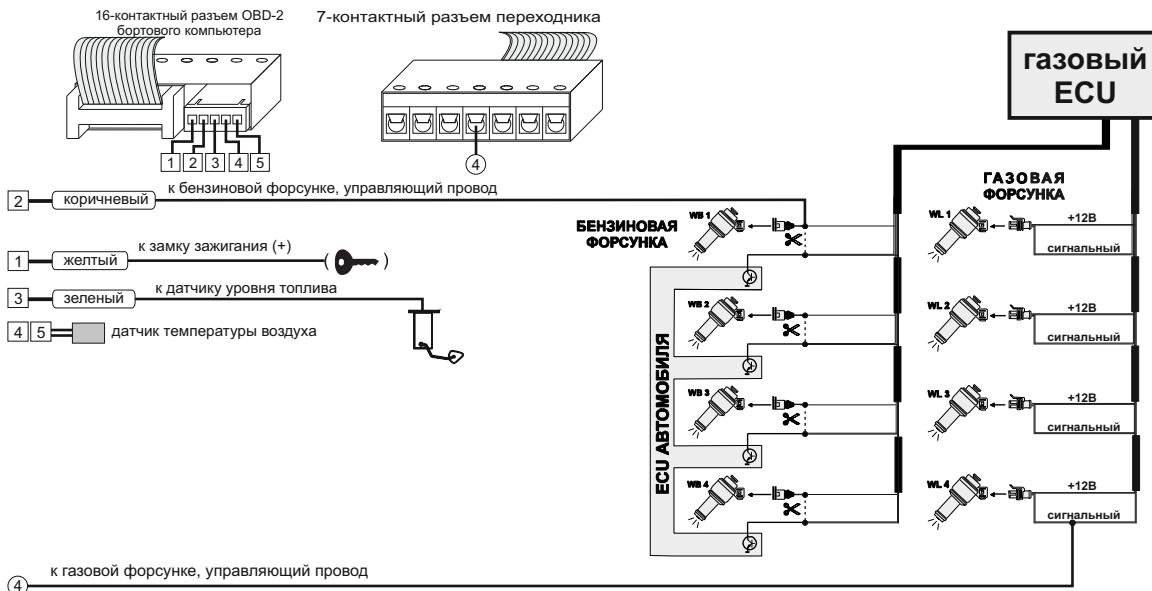 16-контактный разъем OBD-2
бортового компьютера
7-контактный разъем переходника
1 2 3 4 5
4
газовый
ECU
2 коричневый к бензиновой форсунке, управляющий провод
1 желтый к замку зажигания (+) ( )
3 зеленый к датчику уровня топлива
4 5 датчик температуры воздуха
БЕНЗИНОВАЯ
ФОРСУНКА
ГАЗОВАЯ
ФОРСУНКА
WB 1
WB 2
WB 3
WB 4
ECU АВТОМОБИЛЯ
WL 1
+12В
сигнальный
WL 2
+12В
сигнальный
WL 3
+12В
сигнальный
WL 4
+12В
сигнальный
4 к газовой форсунке, управляющий провод